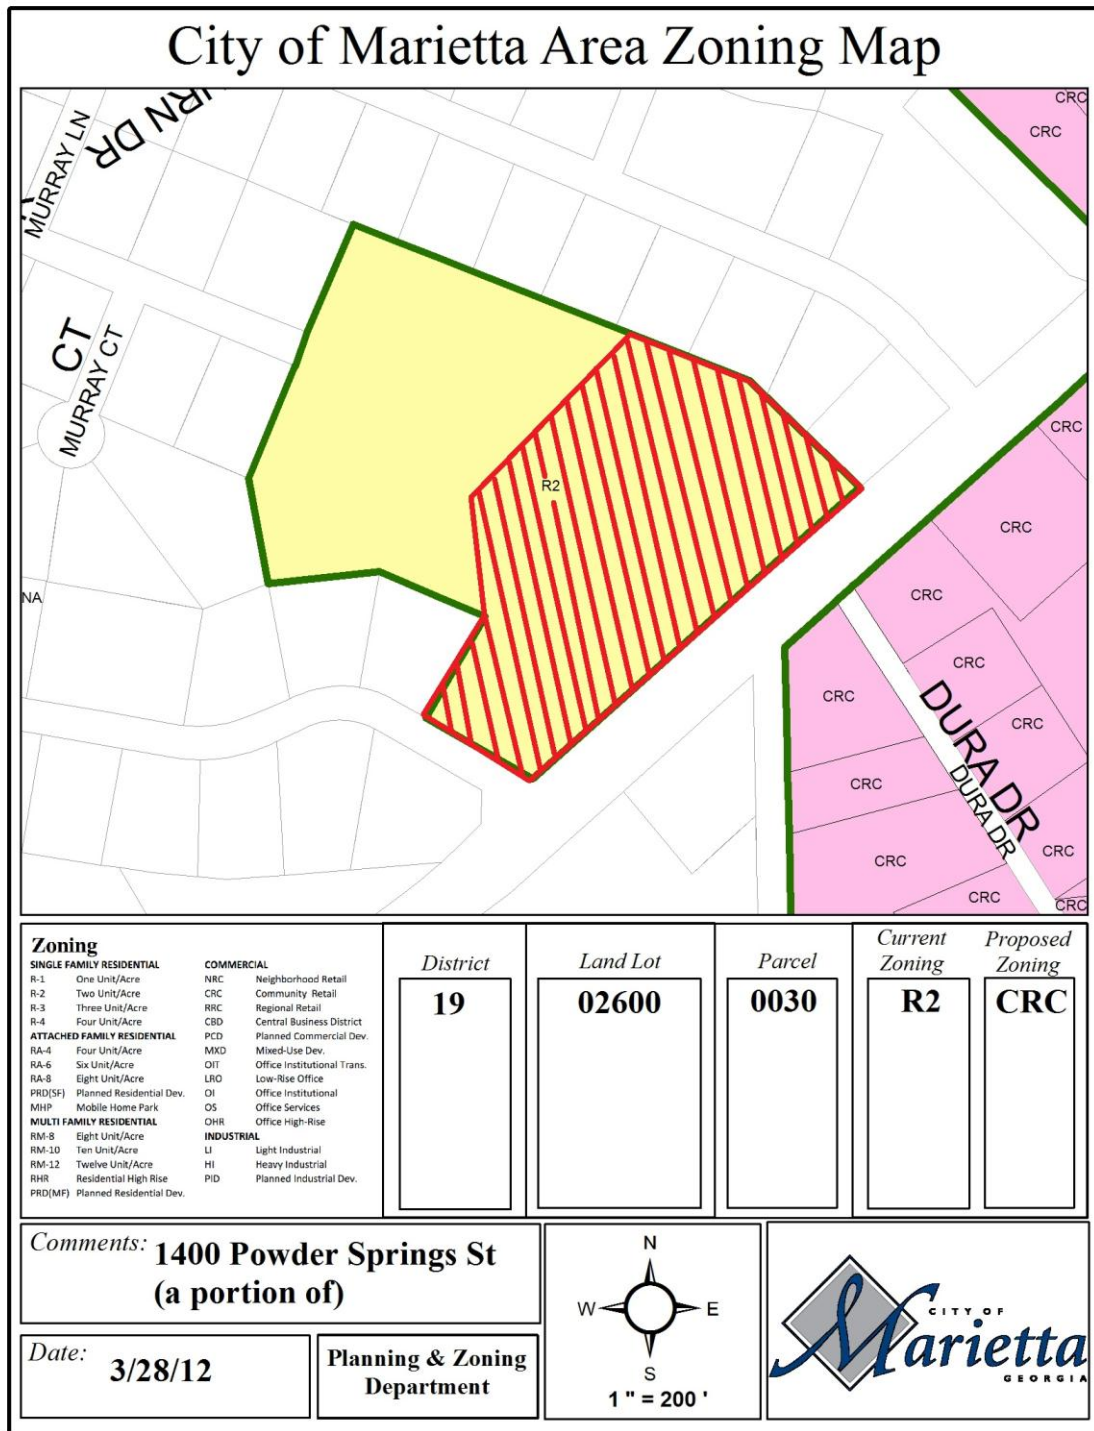 City of Marietta Area Zoning Map
CRC
CRC
RN DR
MURRAY LN
CT
MURRAY CT
CRC
R2
CRC
NA
CRC
CRC
CRC
CRC
DURA DR
DURA DR
CRC
CRC
CRC
CRC
CRC
Zoning
SINGLE FAMILY RESIDENTIAL
R-1 One Unit/Acre
R-2 Two Unit/Acre
R-3 Three Unit/Acre
R-4 Four Unit/Acre
ATTACHED FAMILY RESIDENTIAL
RA-4 Four Unit/Acre
RA-6 Six Unit/Acre
RA-8 Eight Unit/Acre
PRD(SF) Planned Residential Dev.
MHP Mobile Home Park
MULTI FAMILY RESIDENTIAL
RM-8 Eight Unit/Acre
RM-10 Ten Unit/Acre
RM-12 Twelve Unit/Acre
RHR Residential High Rise
PRD(MF) Planned Residential Dev.
COMMERCIAL
NRC Neighborhood Retail
CRC Community Retail
RRC Regional Retail
CBD Central Business District
PCD Planned Commercial Dev.
MXD Mixed-Use Dev.
OIT Office Institutional Trans.
LRO Low-Rise Office
OI Office Institutional
OS Office Services
OHR Office High-Rise
INDUSTRIAL
LI Light Industrial
HI Heavy Industrial
PID Planned Industrial Dev.
District
19
Land Lot
02600
Parcel
0030
Current
Zoning
R2
Proposed
Zoning
CRC
Comments: 1400 Powder Springs St
(a portion of)
Date: 3/28/12
Planning & Zoning
Department
N
W E
S
1 " = 200 '
CITY OF
Marietta
GEORGIA